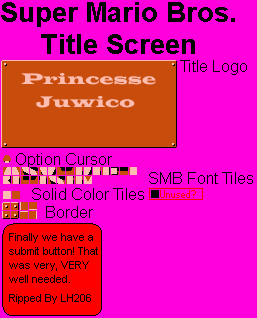 Super Mario Bros.
Title Screen
Princesse
Juwico
Title Logo
Option Cursor
SMB Font Tiles
Solid Color Tiles
Unused?
Border
Finally we have a
submit button! That
was very, VERY
well needed.
Ripped By LH206